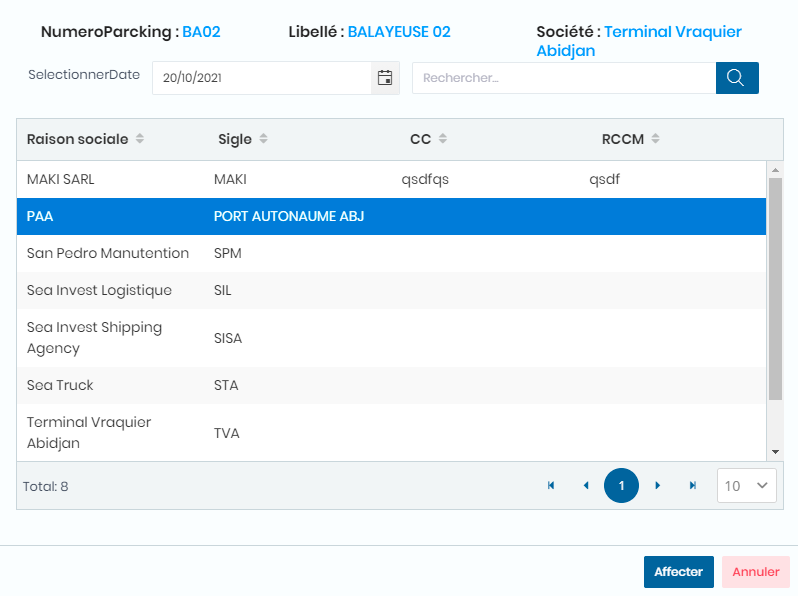 NumeroParcking : BA02
Libellé : BALAYEUSE 02
Société : Terminal Vraquier
Abidjan
SelectionnerDate
20/10/2021
Rechercher...
Raison sociale
Sigle
CC
RCCM
MAKI SARL
MAKI
qsdfqs
qsdf
PAA
PORT AUTONAUME ABJ
San Pedro Manutention
SPM
Sea Invest Logistique
SIL
Sea Invest Shipping
Agency
SISA
Sea Truck
STA
Terminal Vraquier
Abidjan
TVA
Total: 8
1
10
Affecter
Annuler